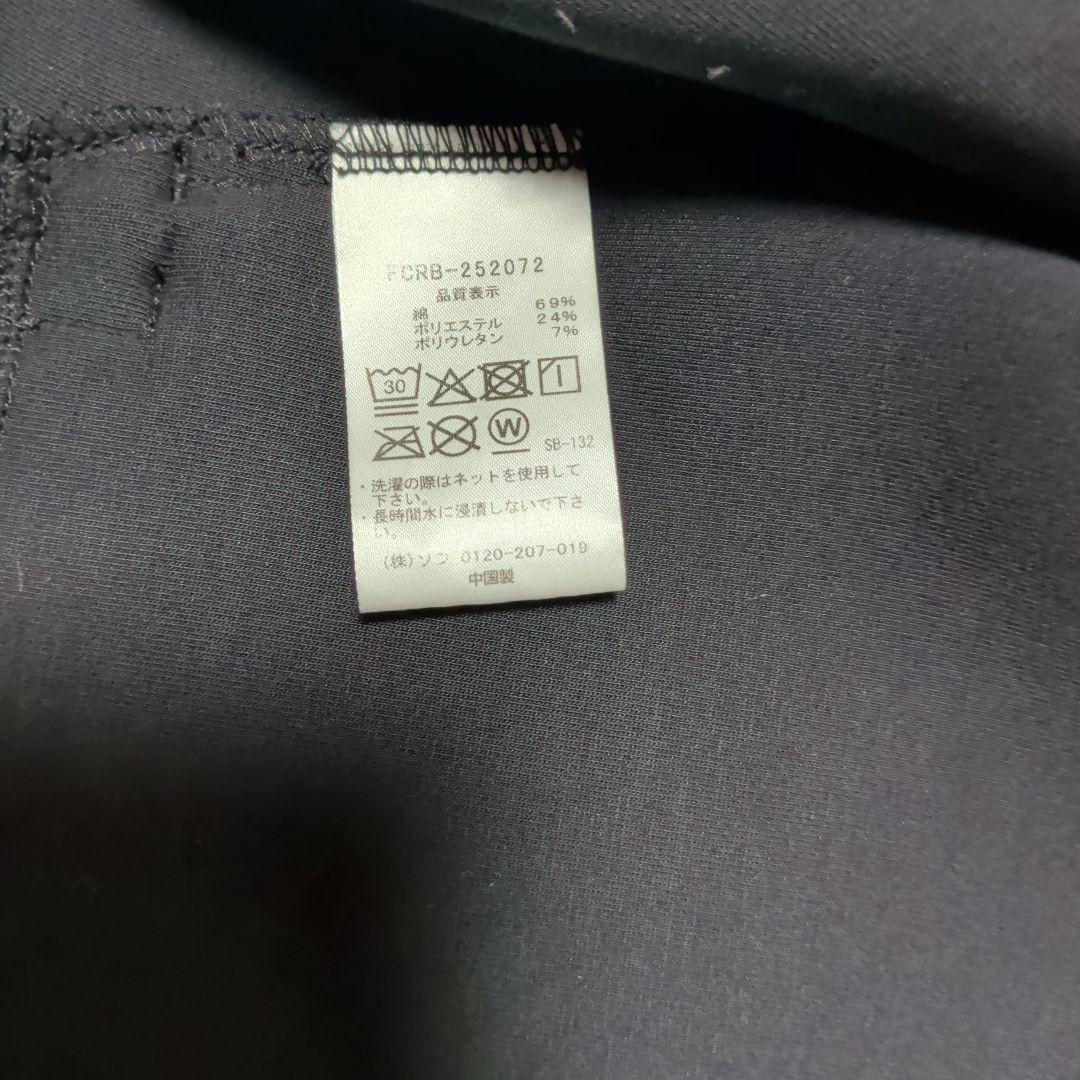 FCRB-252072
品質表示
綿 69%
ポリエステル 24%
ポリウレタン 7%
30
W SB-132
・洗濯の際はネットを使用して
下さい。
・長時間水に浸漬しないで下さ
い。
(株)ソフ 0120-207-019
中国製